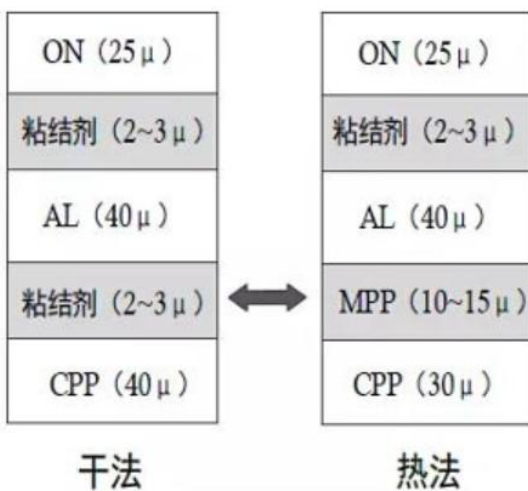 ON（25μ）
粘结剂（2~3μ）
AL（40μ）
粘结剂（2~3μ）
CPP（40μ）
干法
ON（25μ）
粘结剂（2~3μ）
AL（40μ）
MPP（10~15μ）
CPP（30μ）
热法